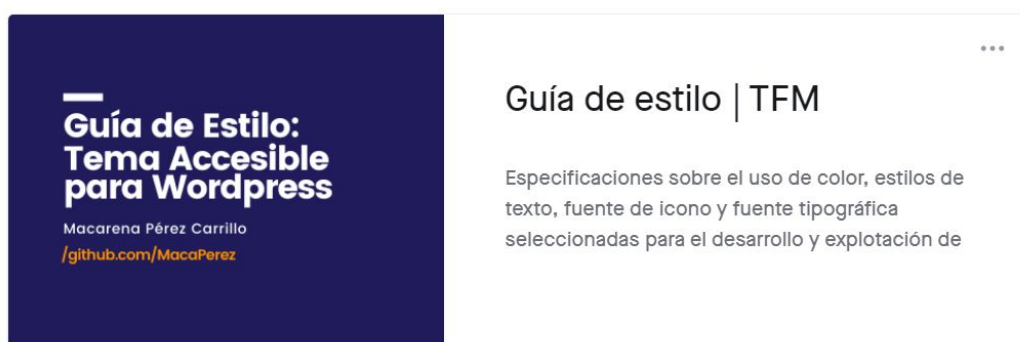 Guía de Estilo:
Tema Accesible
para Wordpress
Macarena Pérez Carrillo
/github.com/MacaPerez
Guía de estilo | TFM
Especificaciones sobre el uso de color, estilos de
texto, fuente de icono y fuente tipográfica
seleccionadas para el desarrollo y explotación de